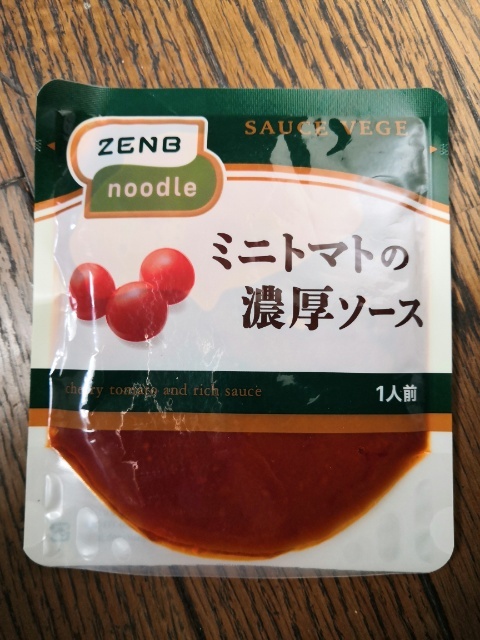 SAUCE VEGE
ZENB
noodle
ミニトマトの
濃厚ソース
cherry tomato and rich sauce
1人前